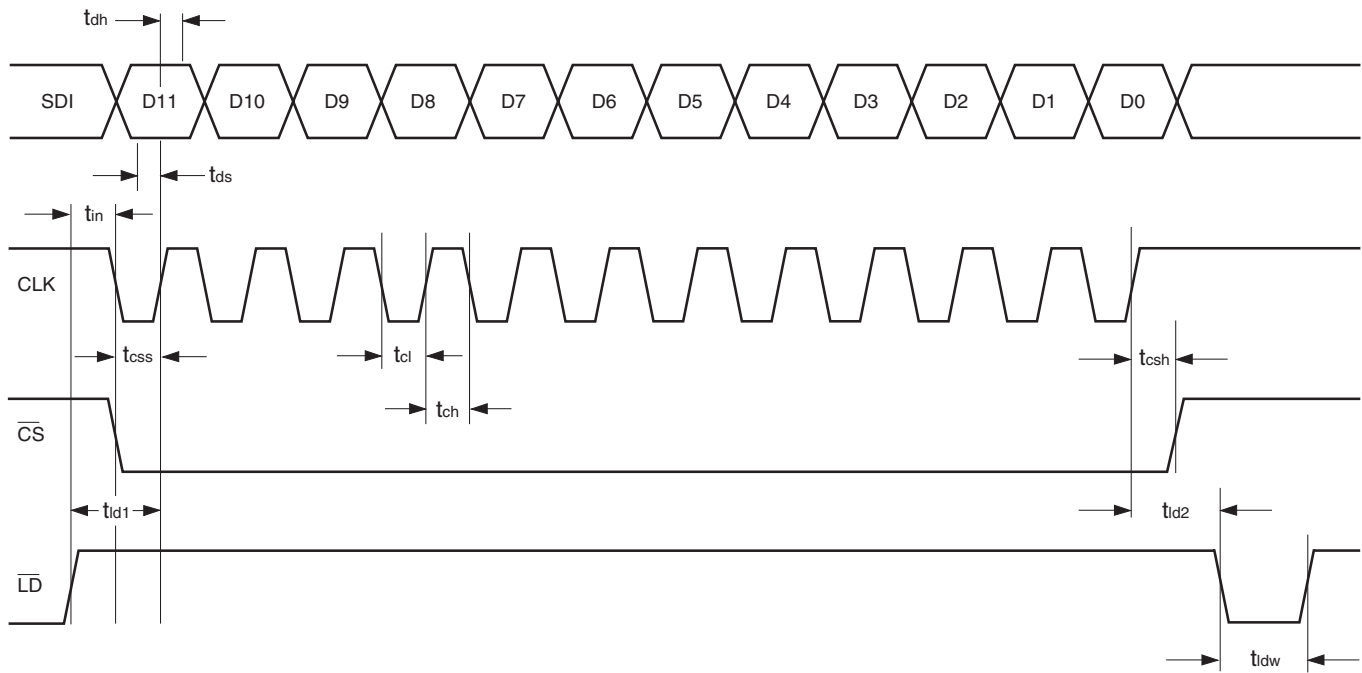 tdh
SDI D11 D10 D9 D8 D7 D6 D5 D4 D3 D2 D1 D0
tds
tin
CLK
tcss tcl tcsh
tch
CS
tld1 tld2
LD
tldw